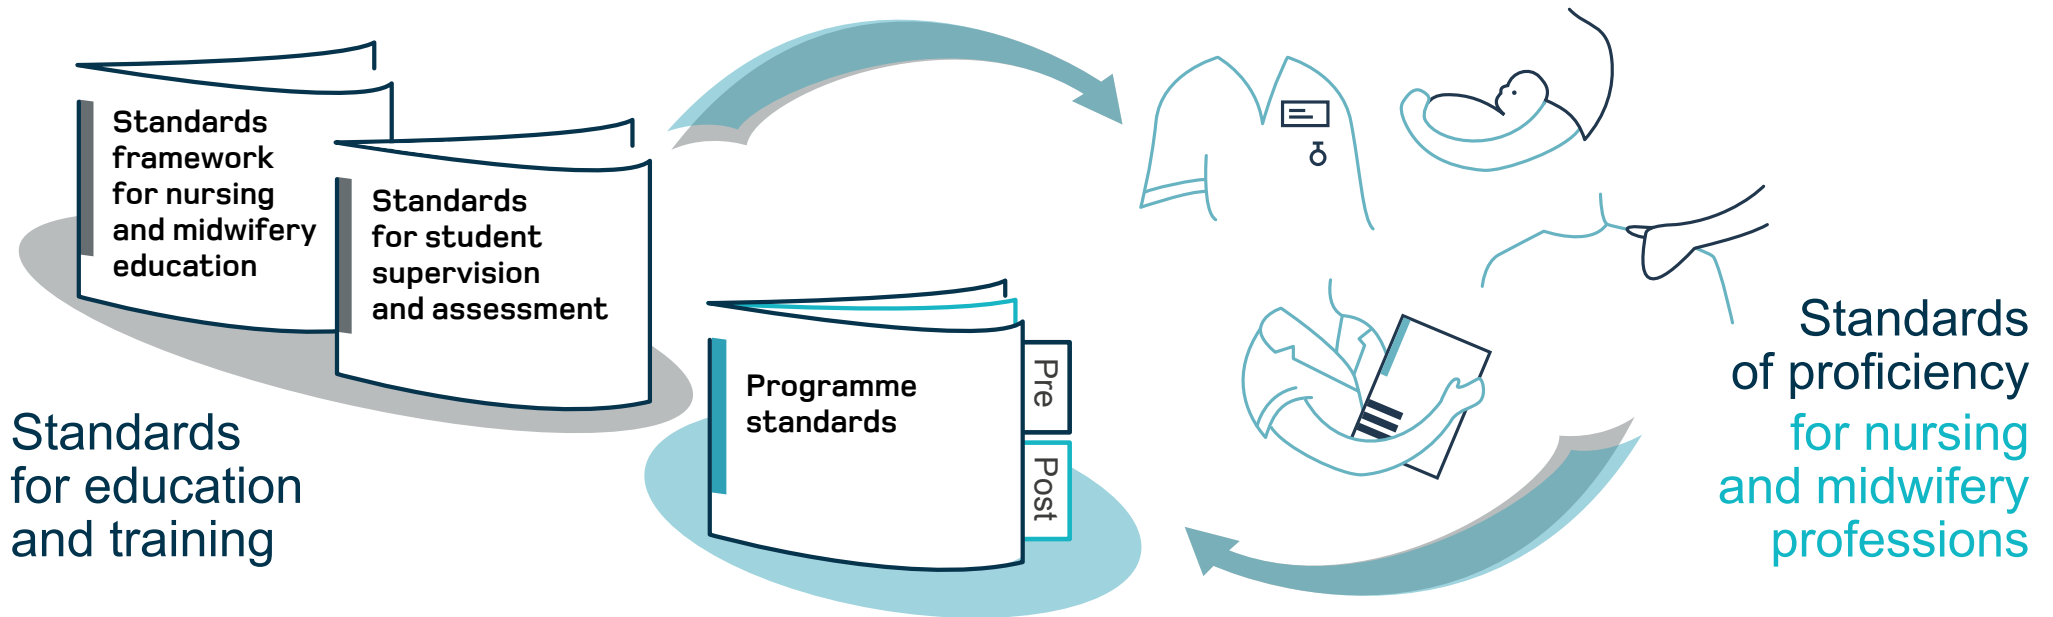 Standards
framework
for nursing
and midwifery
education
Standards
for student
supervision
and assessment
Programme
standards
Pre
Post
Standards
for education
and training
Standards
of proficiency
for nursing
and midwifery
professions